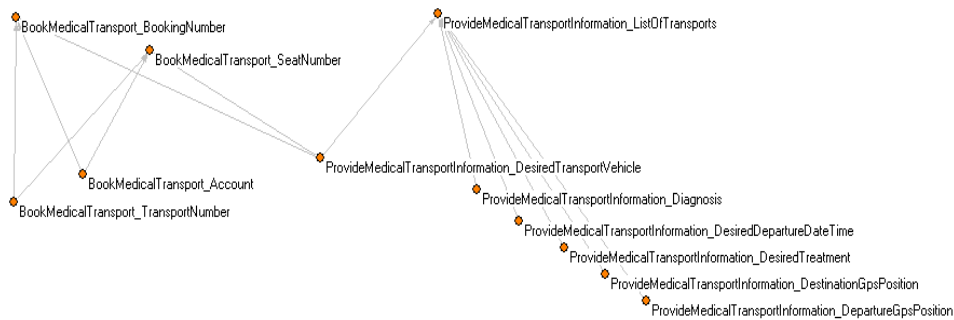 BookMedicalTransport_BookingNumber
ProvideMedicalTransportInformation_ListOfTransports
BookMedicalTransport_SeatNumber
ProvideMedicalTransportInformation_DesiredTransportVehicle
BookMedicalTransport_Account
ProvideMedicalTransportInformation_Diagnosis
BookMedicalTransport_TransportNumber
ProvideMedicalTransportInformation_DesiredDepartureDateTime
ProvideMedicalTransportInformation_DesiredTreatment
ProvideMedicalTransportInformation_DestinationGpsPosition
ProvideMedicalTransportInformation_DepartureGpsPosition